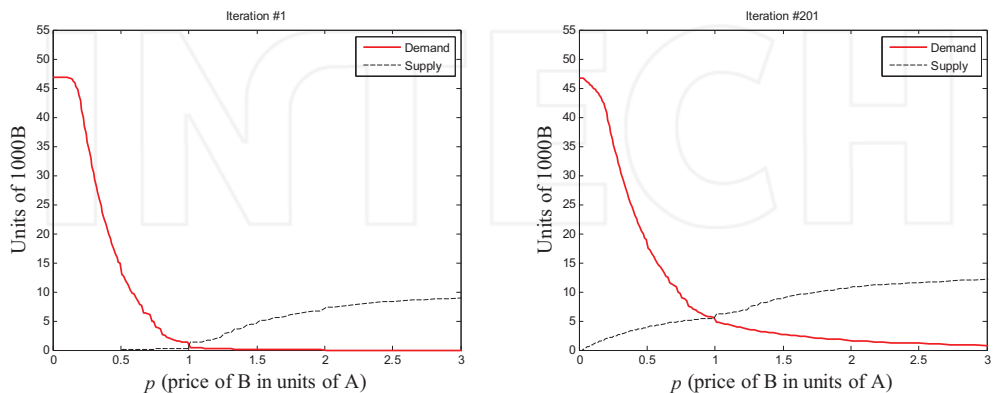 Iteration #1
Units of 1000B
55
50
45
40
35
30
25
20
15
10
5
0
Demand
Supply
0 0.5 1 1.5 2 2.5 3
p (price of B in units of A)
Iteration #201
Units of 1000B
55
50
45
40
35
30
25
20
15
10
5
0
Demand
Supply
0 0.5 1 1.5 2 2.5 3
p (price of B in units of A)
INTECH